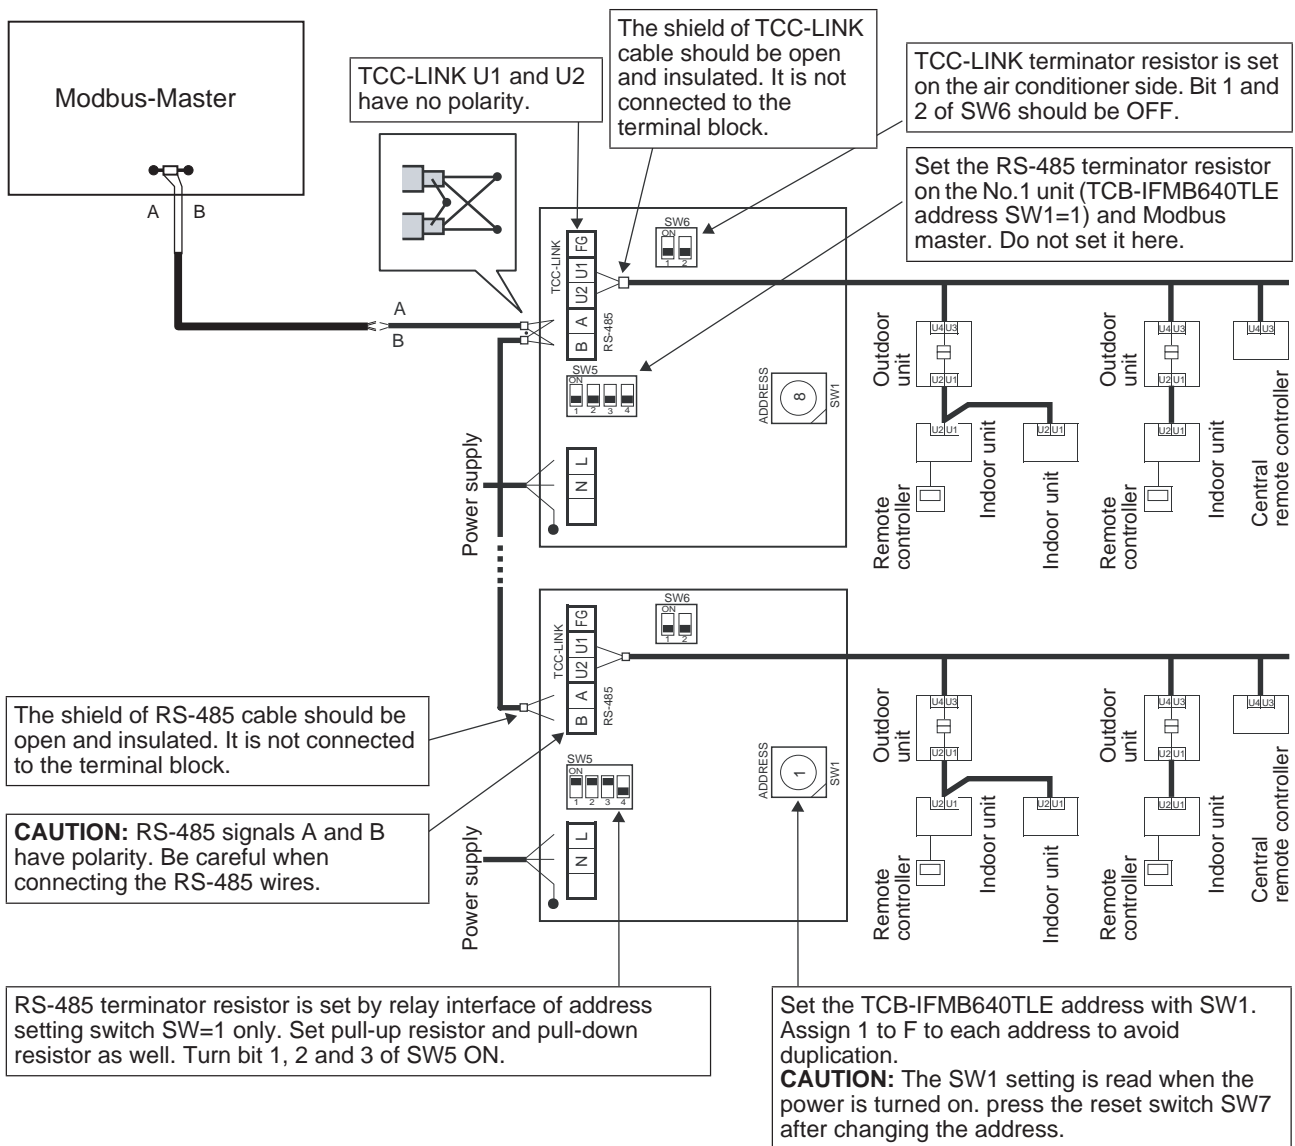 Modbus-Master
A
B
TCC-LINK U1 and U2
have no polarity.
The shield of TCC-LINK
cable should be open
and insulated. It is not
connected to the
terminal block.
TCC-LINK terminator resistor is set
on the air conditioner side. Bit 1 and
2 of SW6 should be OFF.
Set the RS-485 terminator resistor
on the No.1 unit (TCB-IFMB640TLE
address SW1=1) and Modbus
master. Do not set it here.
A
B
TCC-LINK
FG
U1
U2
A
B
RS-485
SW6
ON
1 2
SW5
ON
1 2 3 4
ADDRESS
8
SW1
Power supply
L
N
Outdoor
unit
U4 U3
U2 U1
U2 U1
Indoor unit
U2 U1
Indoor unit
Remote
controller
Outdoor
unit
U4 U3
U2 U1
U2 U1
Indoor unit
Remote
controller
U4 U3
Central
remote controller
TCC-LINK
FG
U1
U2
A
B
RS-485
SW6
ON
1 2
SW5
ON
1 2 3 4
ADDRESS
1
SW1
Power supply
L
N
Outdoor
unit
U4 U3
U2 U1
U2 U1
Indoor unit
U2 U1
Indoor unit
Remote
controller
Outdoor
unit
U4 U3
U2 U1
U2 U1
Indoor unit
Remote
controller
U4 U3
Central
remote controller
The shield of RS-485 cable should be
open and insulated. It is not connected
to the terminal block.
CAUTION: RS-485 signals A and B
have polarity. Be careful when
connecting the RS-485 wires.
RS-485 terminator resistor is set by relay interface of address
setting switch SW=1 only. Set pull-up resistor and pull-down
resistor as well. Turn bit 1, 2 and 3 of SW5 ON.
Set the TCB-IFMB640TLE address with SW1.
Assign 1 to F to each address to avoid
duplication.
CAUTION: The SW1 setting is read when the
power is turned on. press the reset switch SW7
after changing the address.